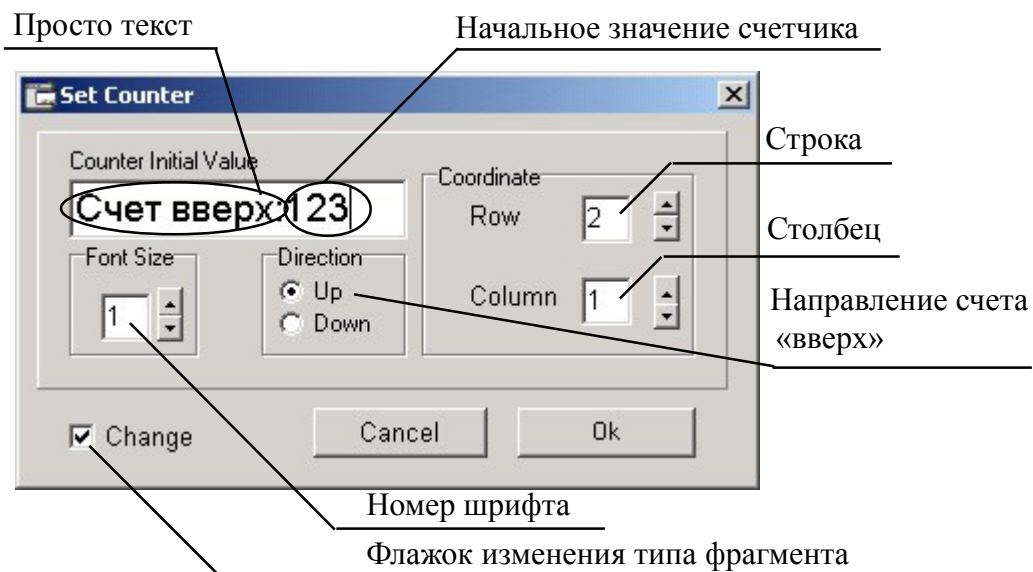 Просто текст
Начальное значение счетчика
Set Counter
Counter Initial Value
Счет вверх:123
Font Size
1
Direction
Up
Down
Coordinate
Row 2
Column 1
Строка
Столбец
Направление счета
«вверх»
Change
Cancel
Ok
Номер шрифта
Флажок изменения типа фрагмента